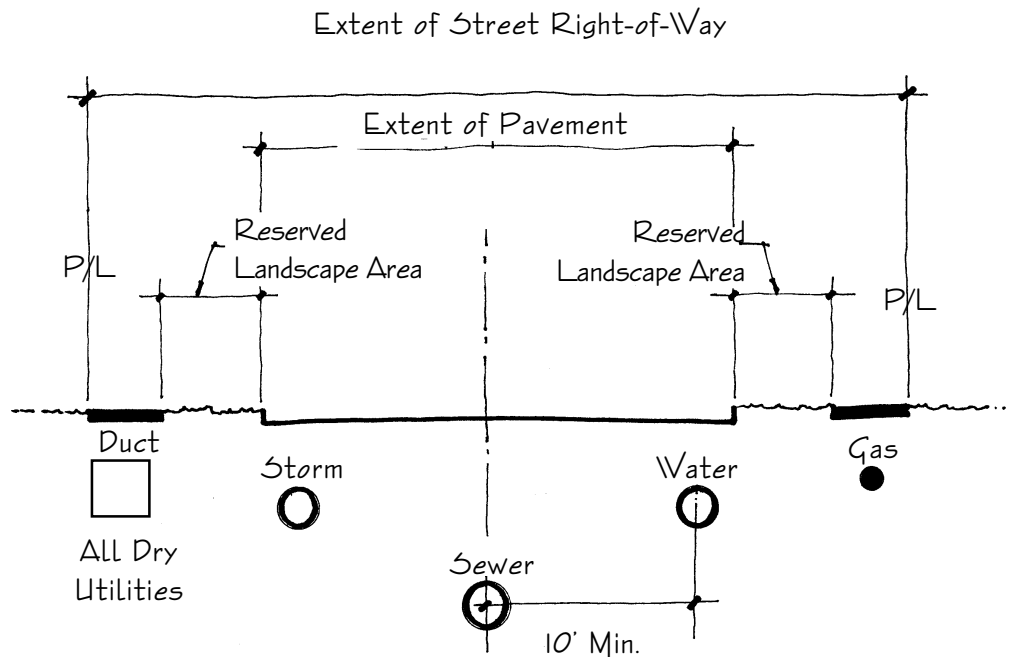 Extent of Street Right-of-Way
Extent of Pavement
Reserved
Landscape Area
Reserved
Landscape Area
P/L
P/L
Duct
Storm
Water
Gas
All Dry
Utilities
Sewer
10' Min.